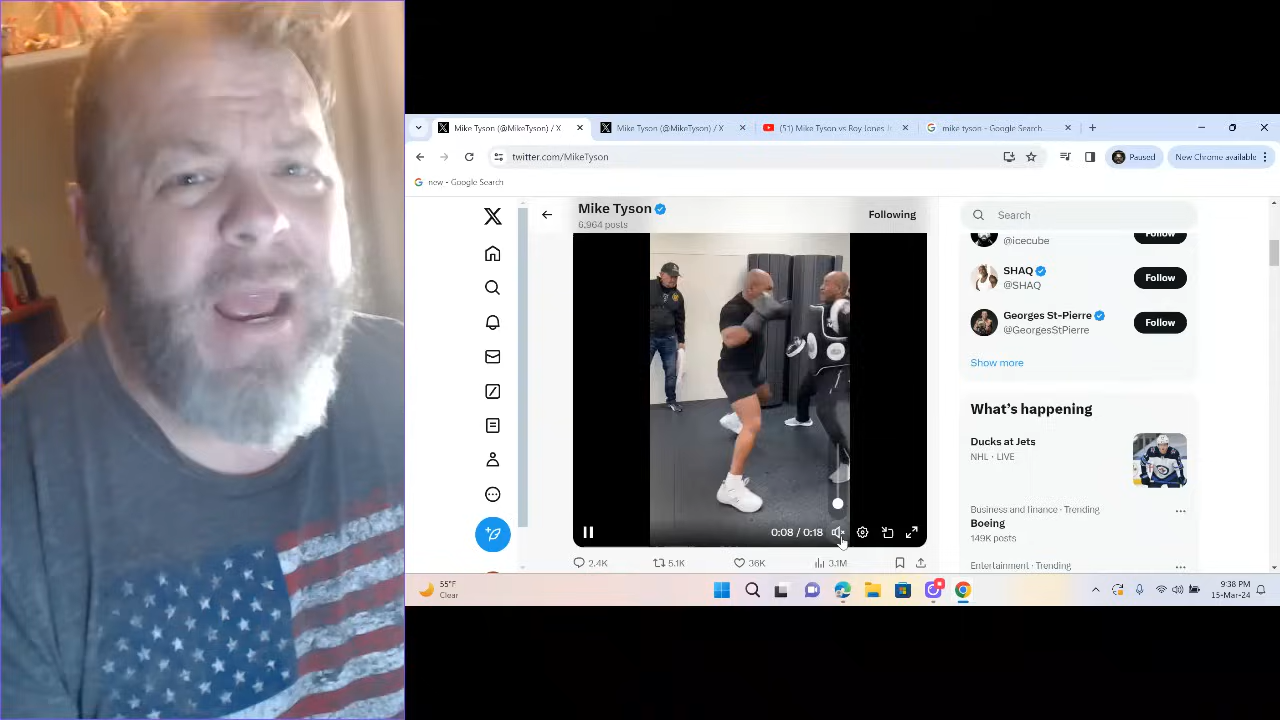 Mike Tyson (@MikeTyson) / X
Mike Tyson (@MikeTyson) / X
(51) Mike Tyson vs Roy Jones Jr
mike tyson - Google Search
twitter.com/MikeTyson
Paused
New Chrome available
new - Google Search
Mike Tyson
6,964 posts
Following
0:08 / 0:18
2.4K
5.1K
36K
3.1M
Search
@icecube
Follow
SHAQ
@SHAQ
Follow
Georges St-Pierre
@GeorgesStPierre
Follow
Show more
What's happening
Ducks at Jets
NHL · LIVE
Business and finance · Trending
Boeing
149K posts
Entertainment · Trending
55°F
Clear
9:38 PM
15-Mar-24